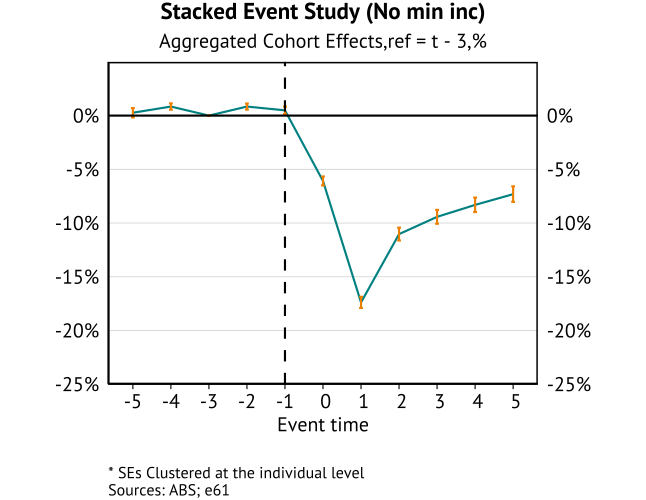 Stacked Event Study (No min inc)
Aggregated Cohort Effects,ref = t - 3,%
0% 0%
-5% -5%
-10% -10%
-15% -15%
-20% -20%
-25% -25%
-5 -4 -3 -2 -1 0 1 2 3 4 5
Event time
* SEs Clustered at the individual level
Sources: ABS; e61